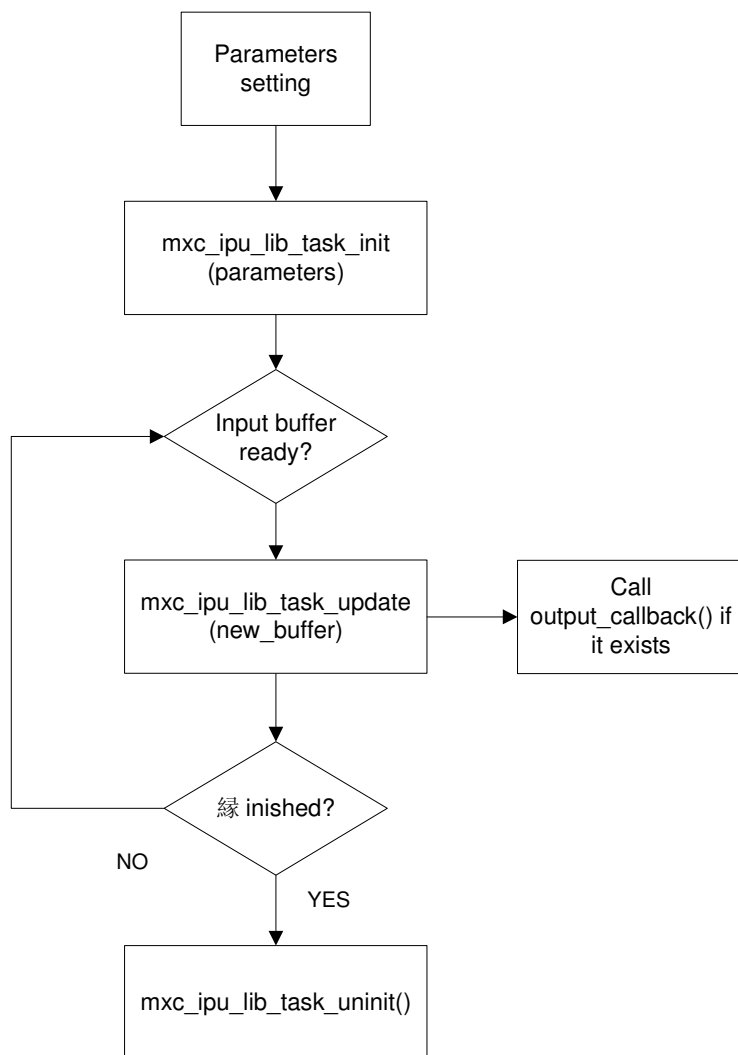 Parameters
setting
mxc_ipu_lib_task_init
(parameters)
Input buffer
ready?
mxc_ipu_lib_task_update
(new_buffer)
Call
output_callback() if
it exists
縁 inished?
NO
YES
mxc_ipu_lib_task_uninit()